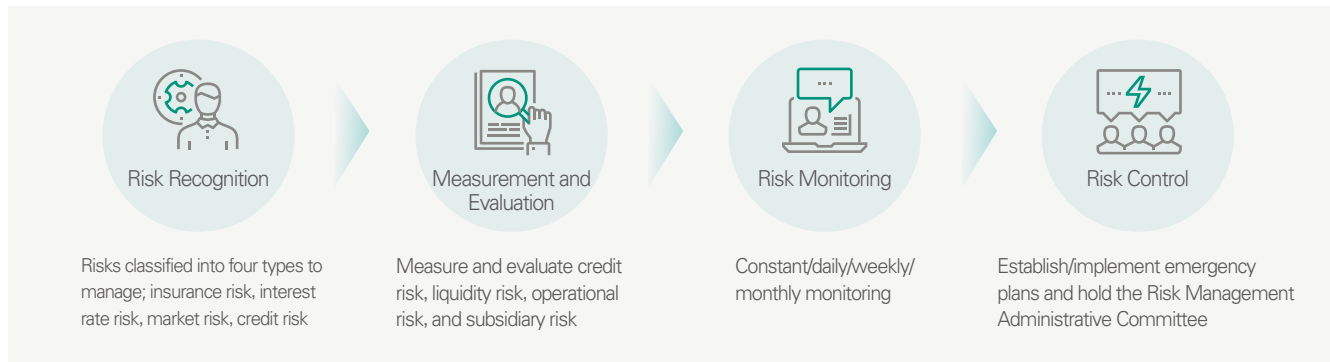 Risk Recognition
Risks classified into four types to
manage; insurance risk, interest
rate risk, market risk, credit risk
Measurement and
Evaluation
Measure and evaluate credit
risk, liquidity risk, operational
risk, and subsidiary risk
Risk Monitoring
Constant/daily/weekly/
monthly monitoring
Risk Control
Establish/implement emergency
plans and hold the Risk Management
Administrative Committee